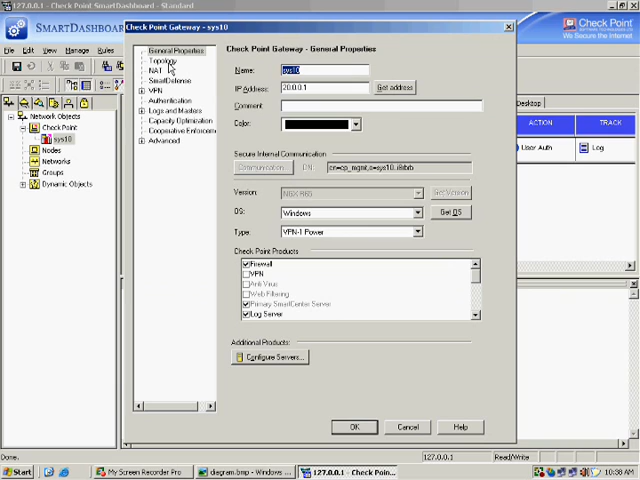 127.0.0.1 - Check Point SmartDashboard - Standard
SMARTDASHBOA
Check Point
We Secure the Internet.
File Edit View Manage Rules
Check Point Gateway - sys10
Network Objects
Check Point
sys10
Nodes
Networks
Groups
Dynamic Objects
General Properties
Topology
NAT
SmartDefense
VPN
Authentication
Logs and Masters
Capacity Optimization
Cooperative Enforcem
Advanced
Check Point Gateway - General Properties
Name: sys10
IP Address: 20.0.0.1 Get address
Comment:
Color:
Secure Internal Communication
Communication... DN:
Version: NGX R65 Get Version
OS: Windows Get OS
Type: VPN-1 Power
Check Point Products
Firewall
VPN
Anti Virus
Web Filtering
Primary SmartCenter Server
Log Server
Additional Products:
Configure Servers...
OK Cancel Help
Desktop
ACTION TRACK
User Auth Log
Done. 127.0.0.1 Read/Write
Start My Screen Recorder Pro diagram.bmp - Windows ... 127.0.0.1 - Check Poin... 10:38 AM